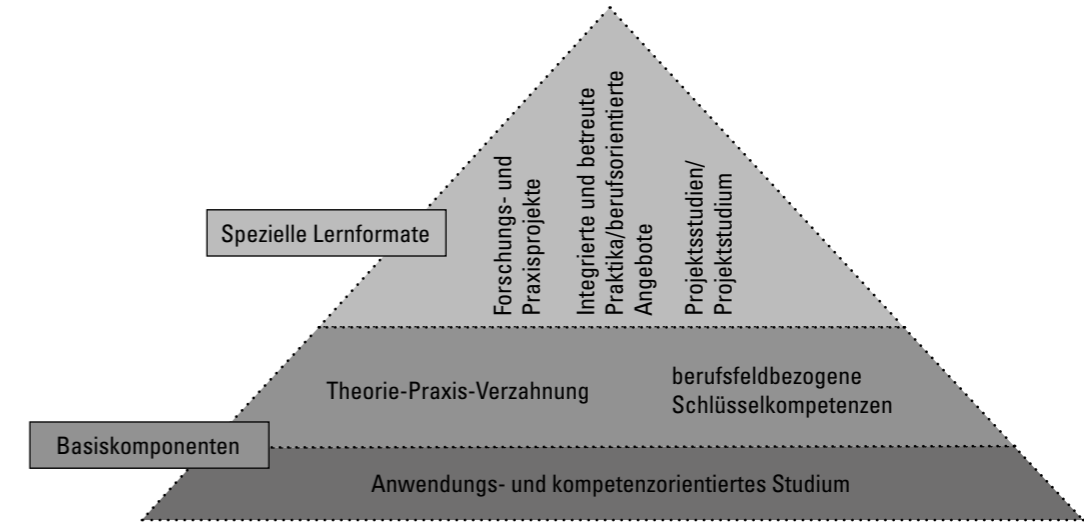 Forschungs- und
Praxisprojekte
Integrierte und betreute
Praktika/berufsorientierte
Angebote
Projektsstudien/
Projektstudium
Spezielle Lernformate
Theorie-Praxis-Verzahnung
berufsfeldbezogene
Schlüsselkompetenzen
Basiskomponenten
Anwendungs- und kompetenzorientiertes Studium